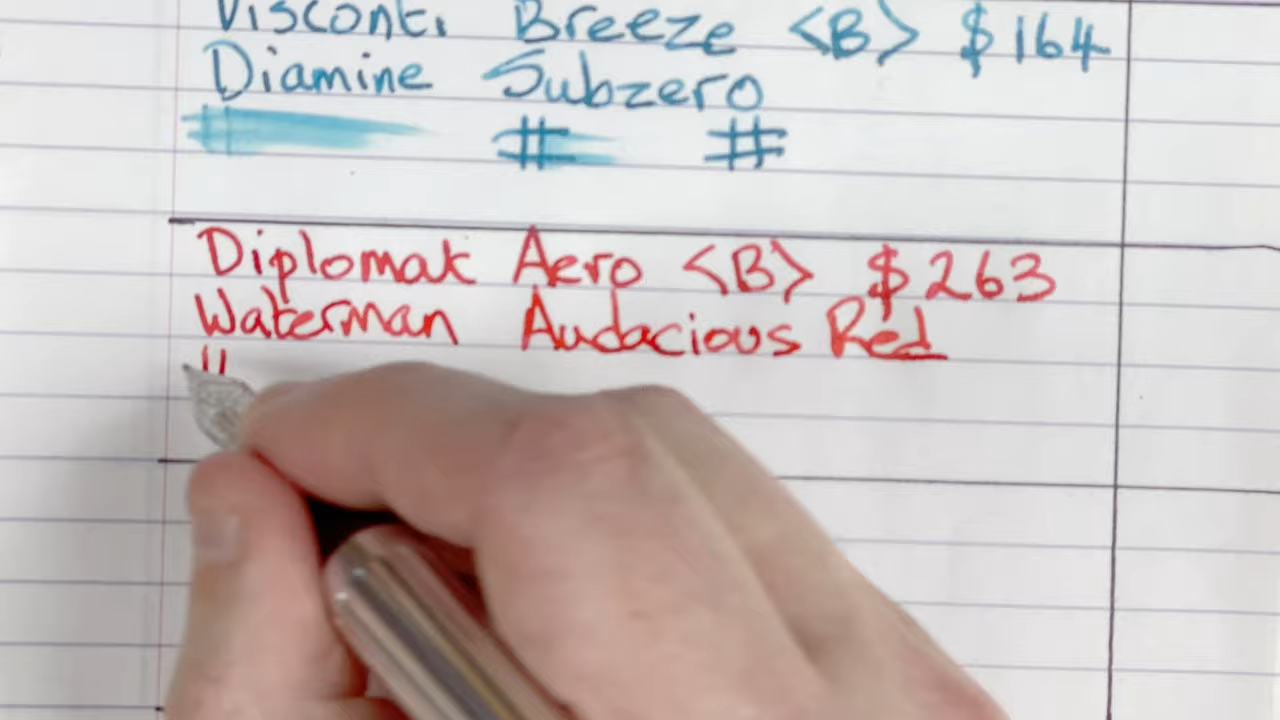 Visconti Breeze <B> $164
Diamine Subzero
# #
Diplomat Aero <B> $263
Waterman Audacious Red